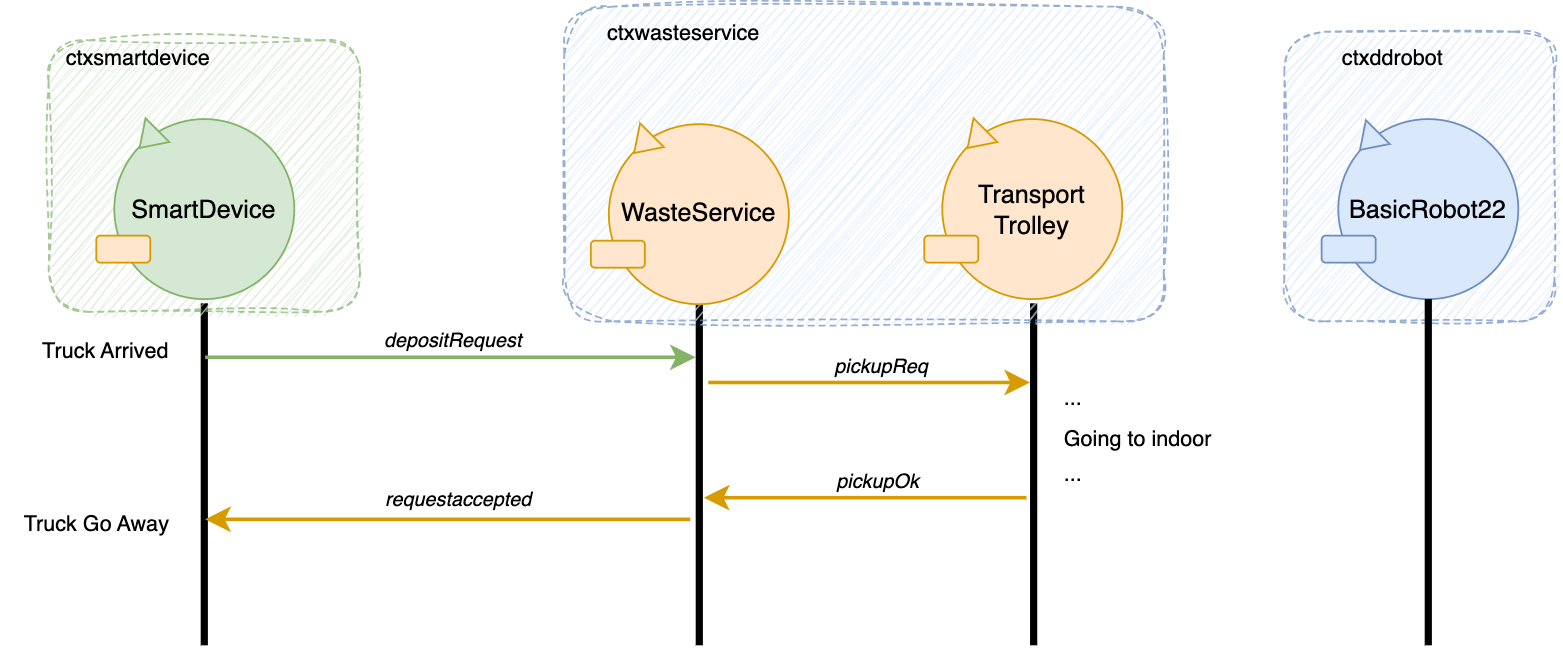 ctxsmartdevice
ctxwasteservice
ctxddrobot
SmartDevice
WasteService
Transport
Trolley
BasicRobot22
Truck Arrived
depositRequest
pickupReq
...
Going to indoor
...
pickupOk
requestaccepted
Truck Go Away